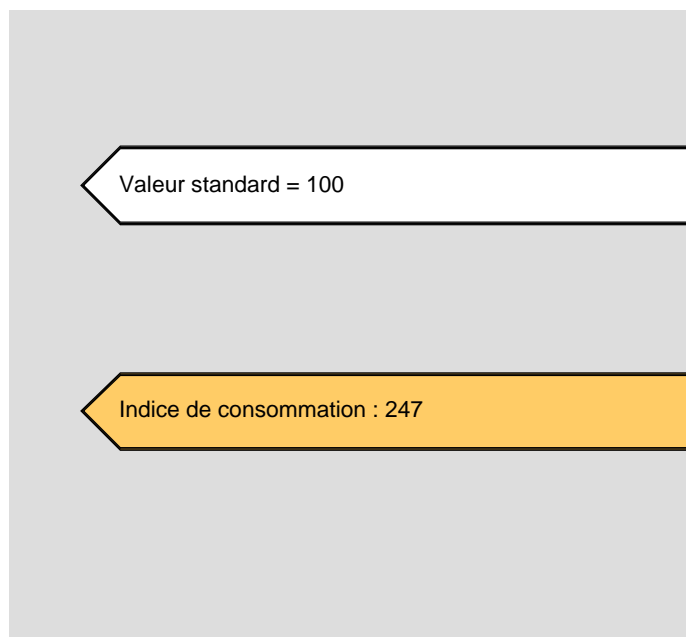 Valeur standard = 100
Indice de consommation : 247